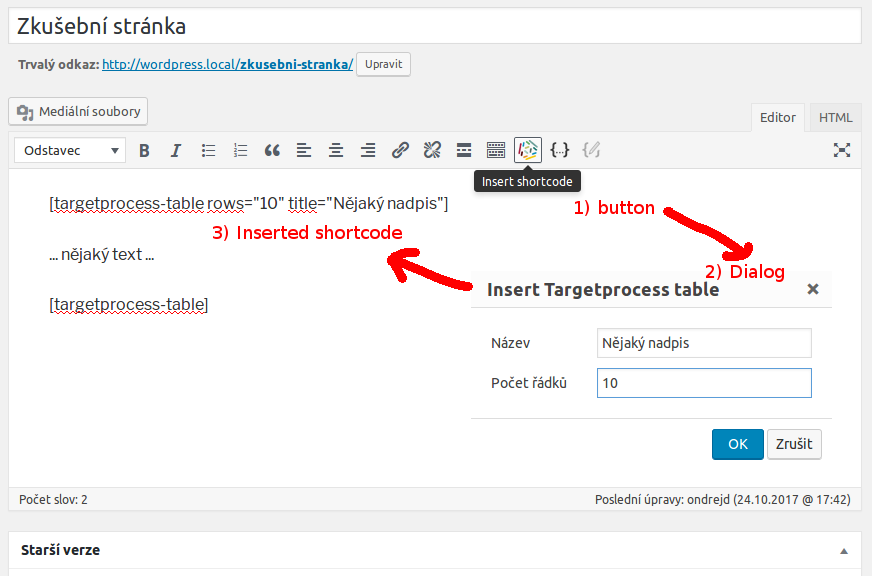 Zkušební stránka
Trvalý odkaz: http://wordpress.local/zkusebni-stranka/ Upravit
Mediální soubory
Editor HTML
Odstavec B I
Insert shortcode
[targetprocess-table rows="10" title="Nějaký nadpis"]
1) button
3) Inserted shortcode
... nějaký text ...
2) Dialog
Insert Targetprocess table
[targetprocess-table]
Název Nějaký nadpis
Počet řádků 10
OK Zrušit
Počet slov: 2 Poslední úpravy: ondrejd (24.10.2017 @ 17:42)
Starší verze